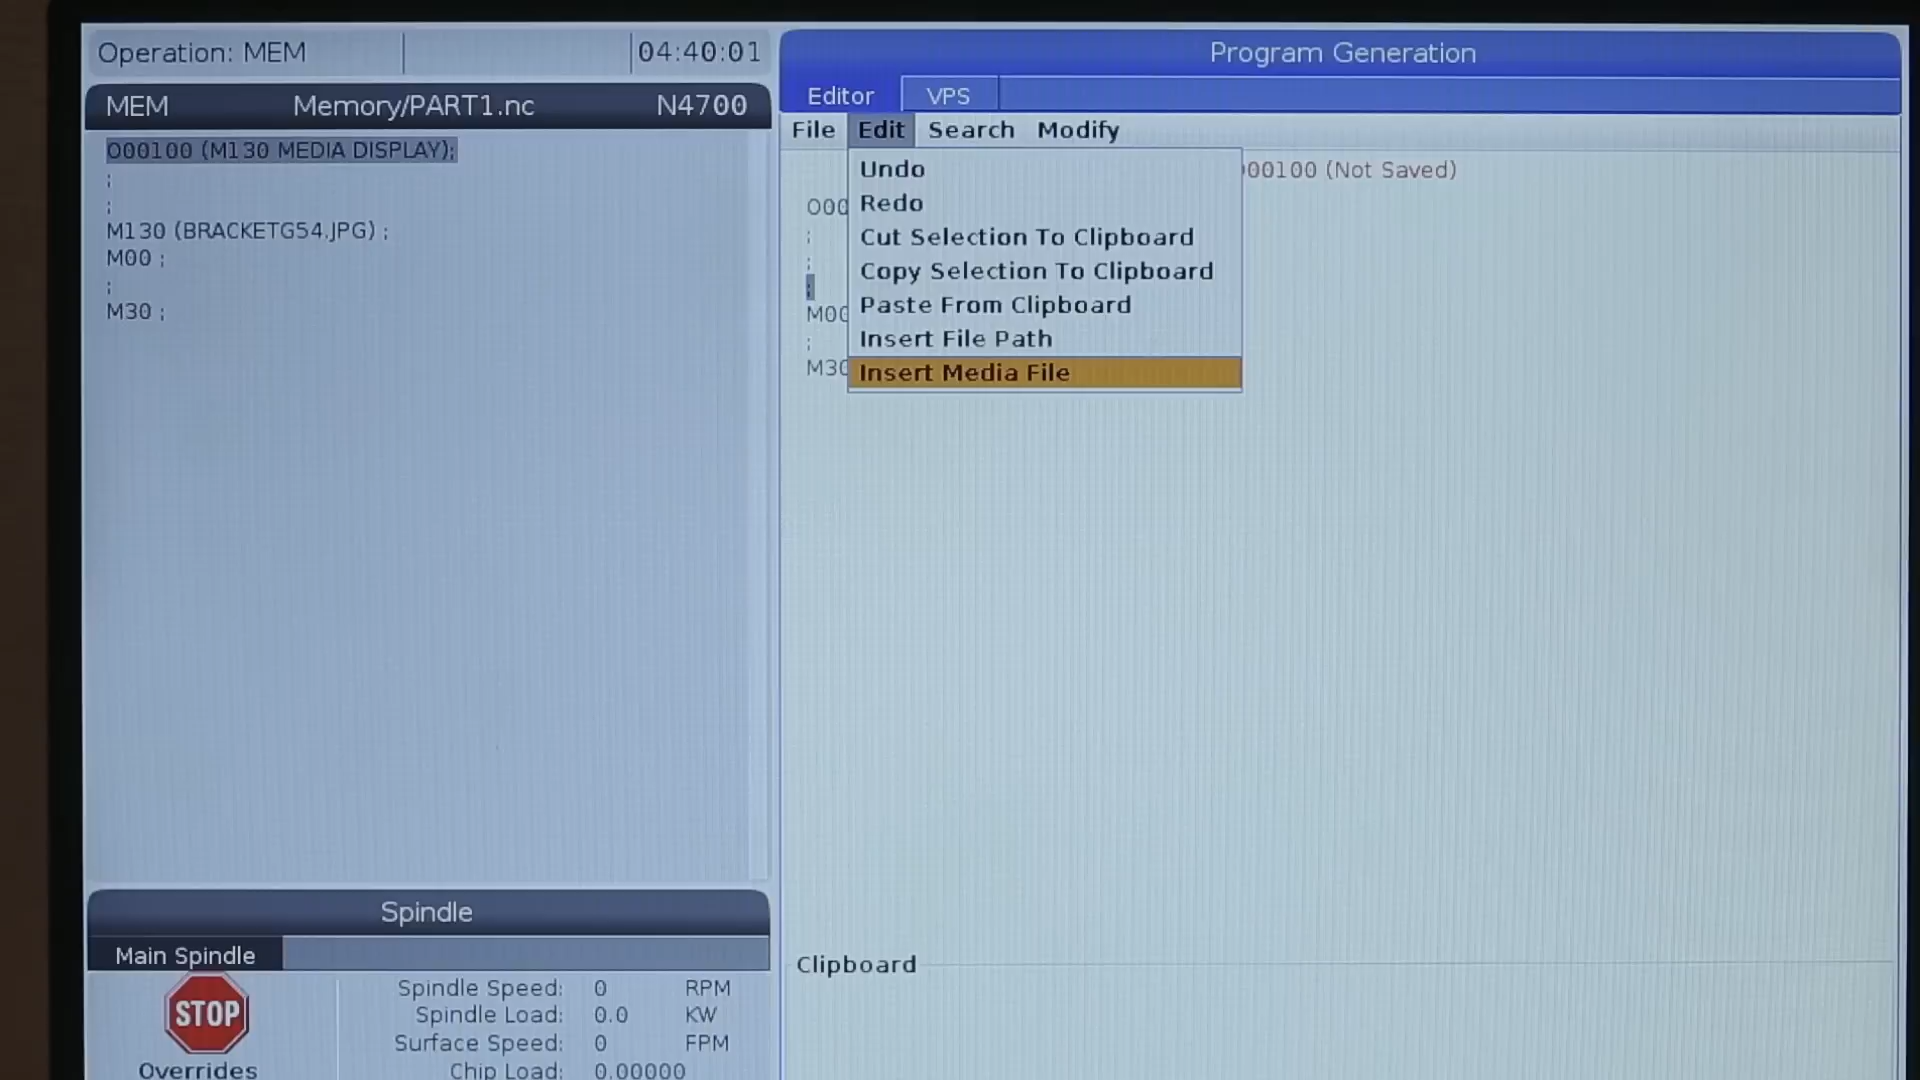 Operation: MEM
04:40:01
MEM
Memory/PART1.nc
N4700
O00100 (M130 MEDIA DISPLAY);
;
;
M130 (BRACKETG54.JPG) ;
M00 ;
;
M30 ;
Spindle
Main Spindle
STOP
Overrides
Spindle Speed: 0 RPM
Spindle Load: 0.0 KW
Surface Speed: 0 FPM
Chip Load: 0.00000
Program Generation
Editor VPS
File Edit Search Modify
Undo
Redo
Cut Selection To Clipboard
Copy Selection To Clipboard
Paste From Clipboard
Insert File Path
Insert Media File
00100 (Not Saved)
O00
;
;
;
M00
;
M30
Clipboard